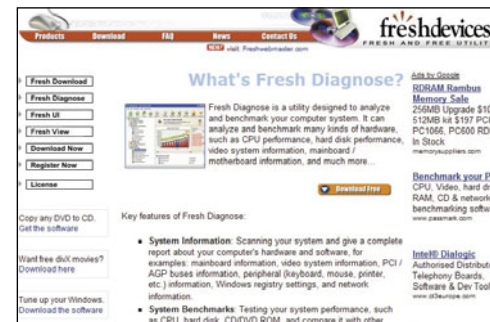 freshdevices
FRESH AND FREE UTILIT
Products Download FAQ News Contact Us
NEW! visit Freshwebmaster.com
Fresh Download
Fresh Diagnose
Fresh UI
Fresh View
Download Now
Register Now
License
Copy any DVD to CD.
Get the software
Want free divX movies?
Download here
Tune up your Windows.
Download the software
What's Fresh Diagnose?
Fresh Diagnose is a utility designed to analyze
and benchmark your computer system. It can
analyze and benchmark many kinds of hardware,
such as CPU performance, hard disk performance,
video system information, mainboard /
motherboard information, and much more...
Download Free
Key features of Fresh Diagnose:
System Information: Scanning your system and give a complete
report about your computer's hardware and software, for
examples: mainboard information, video system information, PCI /
AGP buses information, peripheral (keyboard, mouse, printer,
etc.) information, Windows registry settings, and network
information.
System Benchmarks: Testing your system performance, such
as CPU, hard disk, CD/DVD ROM, and compare it with other
Ads by Google
RDRAM Rambus
Memory Sale
256MB Upgrade $10
512MB kit $197 PCI
PC1066, PC600 RD
In Stock
memorysuppliers.com
Benchmark your P
CPU, Video, hard dr
RAM, CD & network
benchmarking softw
www.passmark.com
Intel® Dialogic
Authorised Distribut
Telephony Boards,
Software & Dev Tool
www.ct3europe.com